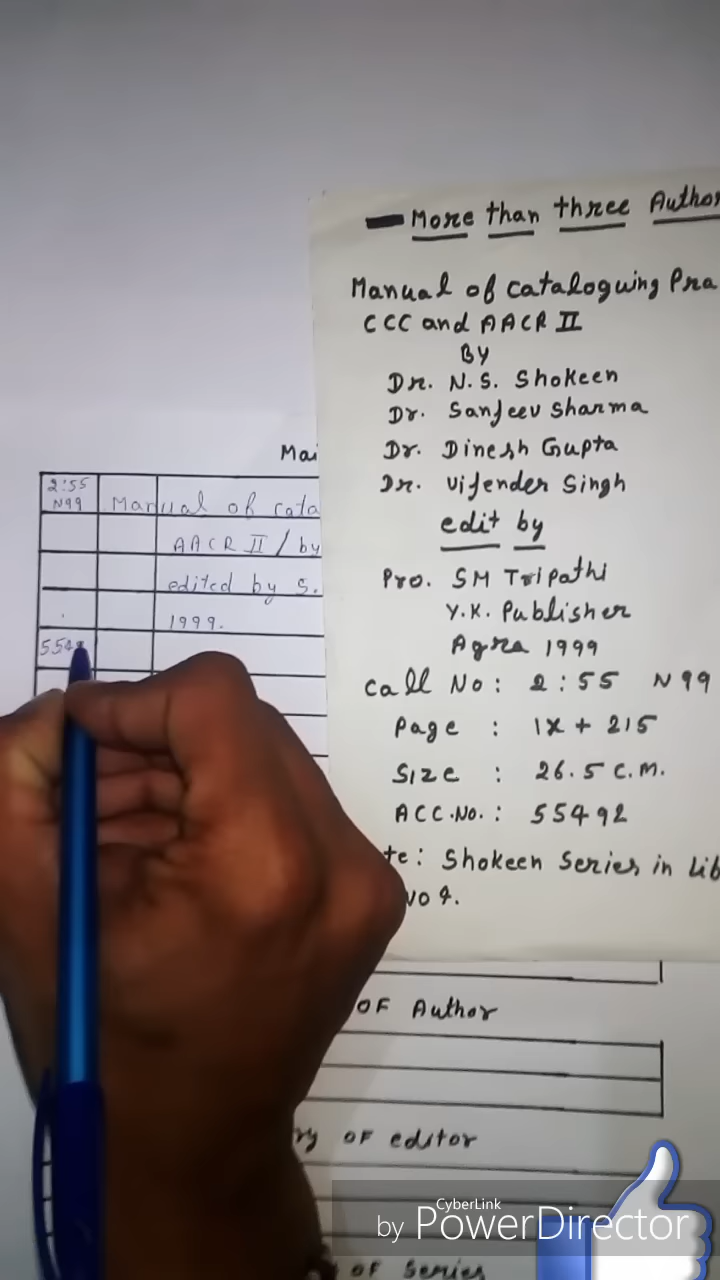 More than three Author
Manual of Cataloguing Pra
CCC and AACR II
By
Dr. N.S. Shokeen
Dr. Sanjeev Sharma
Dr. Dinesh Gupta
Dr. Vijender Singh
edit by
Pro. SM Tripathi
Y.K. Publisher
Agra 1999
Call No: 2:55 N99
Page : IX + 215
Size : 26.5 C.M.
ACC.No.: 55492
te: Shokeen Series in Lib
No 4.
Mai
2:55
N99 Manual of cata
AACR II / by
edited by S.
1999.
554
OF Author
ry OF editor
OF Series
CyberLink
by PowerDirector